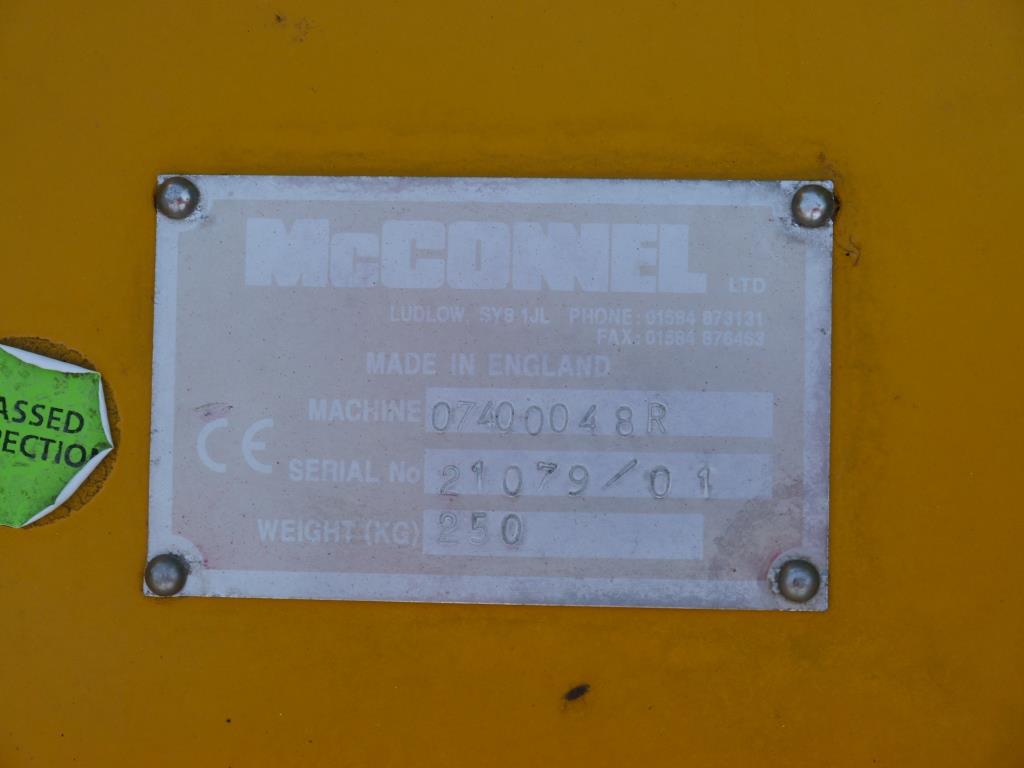 McCONNEL LTD
LUDLOW, SY8 1JL PHONE: 01584 873131
FAX: 01584 876463
MADE IN ENGLAND
MACHINE 07400048R
CE
SERIAL No 21079/01
WEIGHT (KG) 250
ASSED
PECTION